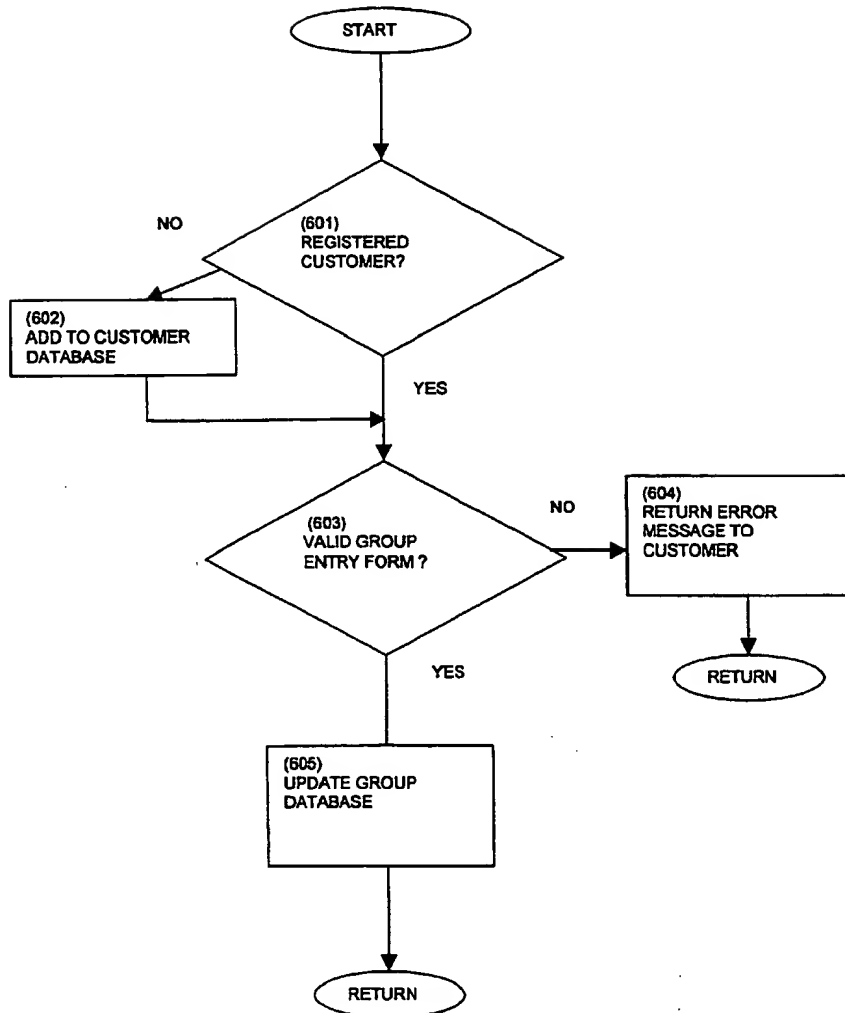 START
NO
(601)
REGISTERED
CUSTOMER?
(602)
ADD TO CUSTOMER
DATABASE
YES
(603)
VALID GROUP
ENTRY FORM ?
NO
(604)
RETURN ERROR
MESSAGE TO
CUSTOMER
YES
RETURN
(605)
UPDATE GROUP
DATABASE
RETURN